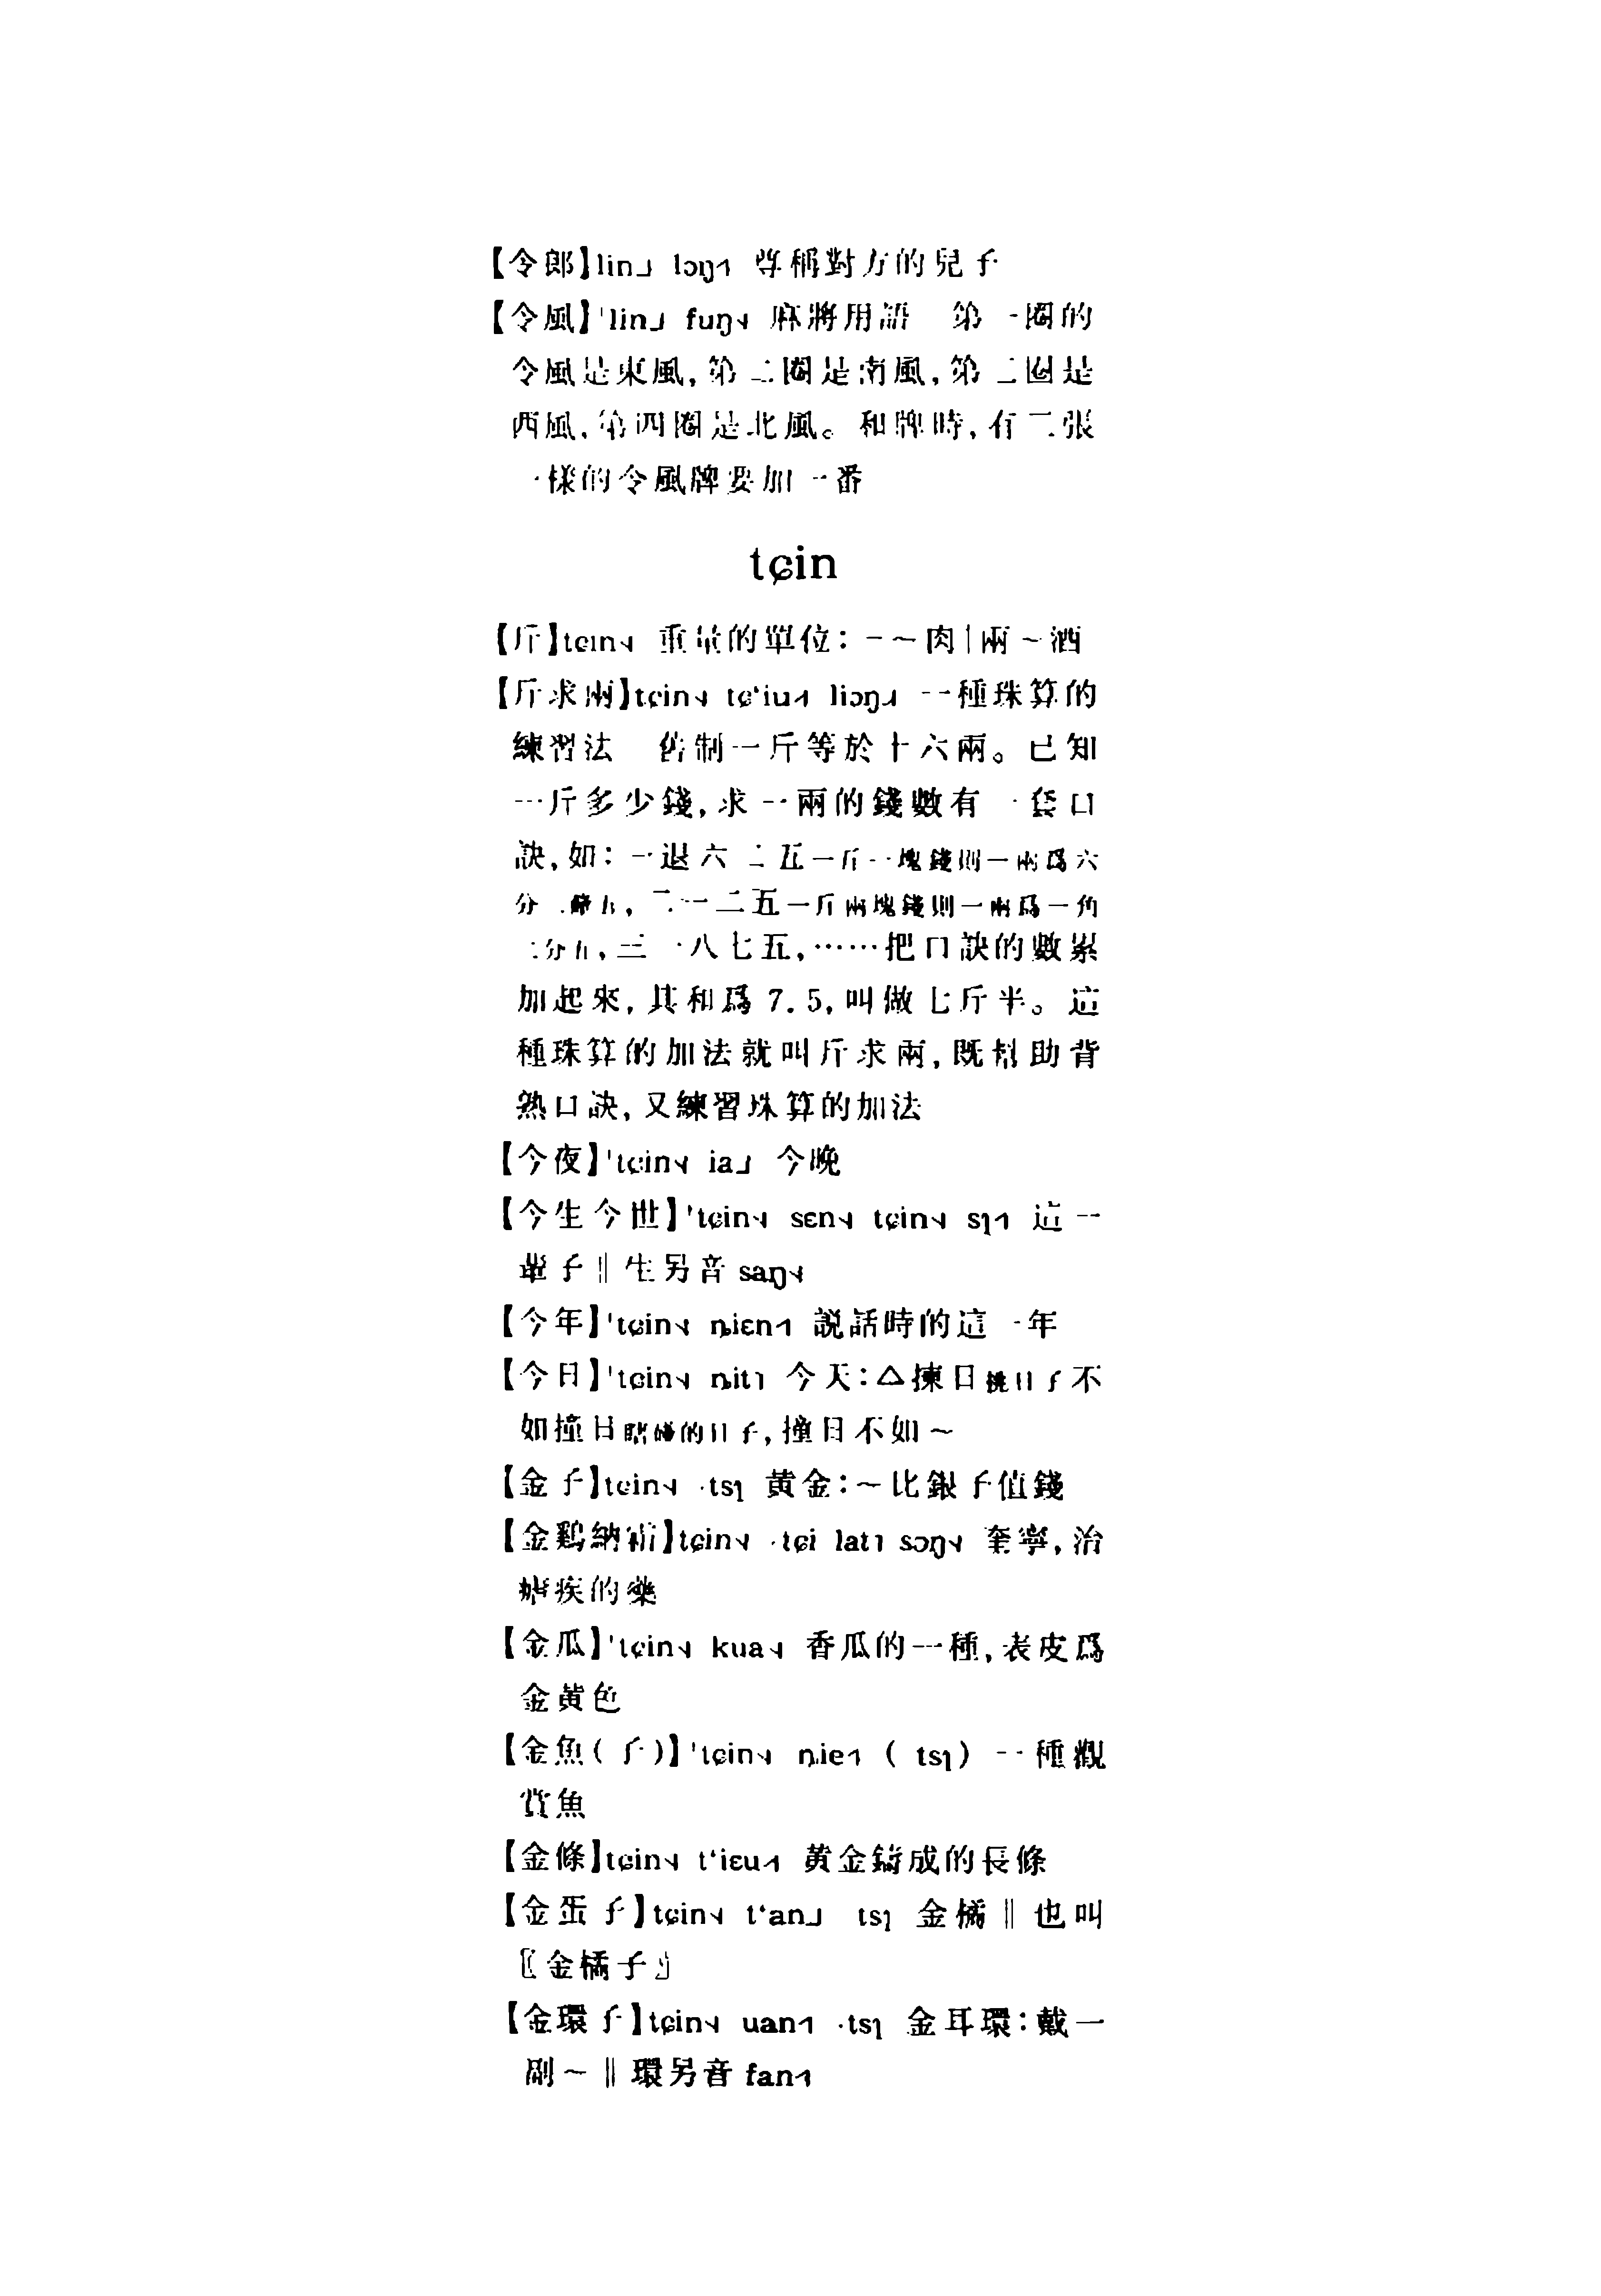 【令郎】lin˩ lɔŋ˧ 尊稱對方的兒子
【令風】ˈlin˩ fuŋ˨ 麻將用語 第一圈的
令風是東風,第二圈是南風,第三圈是
西風,第四圈是北風。和牌時,有三張
一樣的令風牌要加一番
tɕin
【斤】tɕin˨ 重量的單位：一～肉|兩～酒
【斤求兩】tɕin˨ tɕ‘iu˧ liɔŋ˩ 一種珠算的
練習法 舊制一斤等於十六兩。已知
一斤多少錢,求一兩的錢數有一套口
訣,如：一退六二五一斤一塊錢則一兩爲六
分二釐五,二一二五一斤兩塊錢則一兩爲一角
二分五,三一八七五,……把口訣的數累
加起來,其和爲 7.5,叫做七斤半。這
種珠算的加法就叫斤求兩,既幫助背
熟口訣,又練習珠算的加法
【今夜】ˈtɕin˨ ia˩ 今晚
【今生今世】ˈtɕin˨ sɛn˨ tɕin˨ sɿ˧ 這一
輩子‖生另音 saŋ˨
【今年】ˈtɕin˨ ȵiɛn˧ 說話時的這一年
【今日】ˈtɕin˨ ȵit˥ 今天：△揀日挑日子不
如撞日瞎碰的日子,撞日不如～
【金子】tɕin˨ ·tsɿ 黃金：～比銀子值錢
【金鷄納霜】tɕin˨ ·tɕi lat˥ sɔŋ˨ 奎寧,治
瘧疾的藥
【金瓜】ˈtɕin˨ kua˨ 香瓜的一種,表皮爲
金黃色
【金魚(子)】ˈtɕin˨ ȵie˧ ( tsɿ) 一種觀
賞魚
【金條】tɕin˨ t‘iɛu˧ 黃金鑄成的長條
【金蛋子】tɕin˨ t‘an˩ tsɿ 金橘‖也叫
〖金橘子〗
【金環子】tɕin˨ uan˧ ·tsɿ 金耳環：戴一
副～‖環另音 fan˧